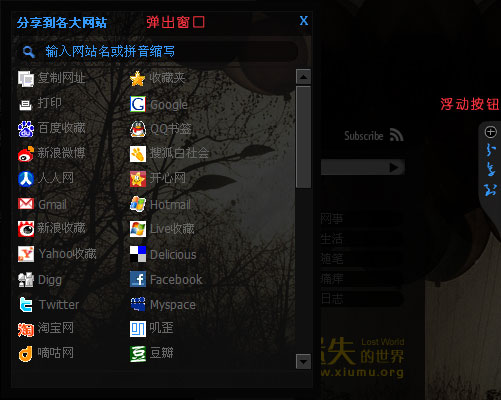 分享到各大网站 弹出窗口 X
输入网站名或拼音缩写
复制网址 收藏夹
打印 Google
百度收藏 QQ书签
新浪微博 搜狐白社会
人人网 开心网
Gmail Hotmail
新浪收藏 Live收藏
Yahoo收藏 Delicious
Digg Facebook
Twitter Myspace
淘宝网 叽歪
嘀咕网 豆瓣
浮动按钮
分享
Subscribe
网事
生活
随笔
日志
Lost World
失的世界
www.xiumu.org